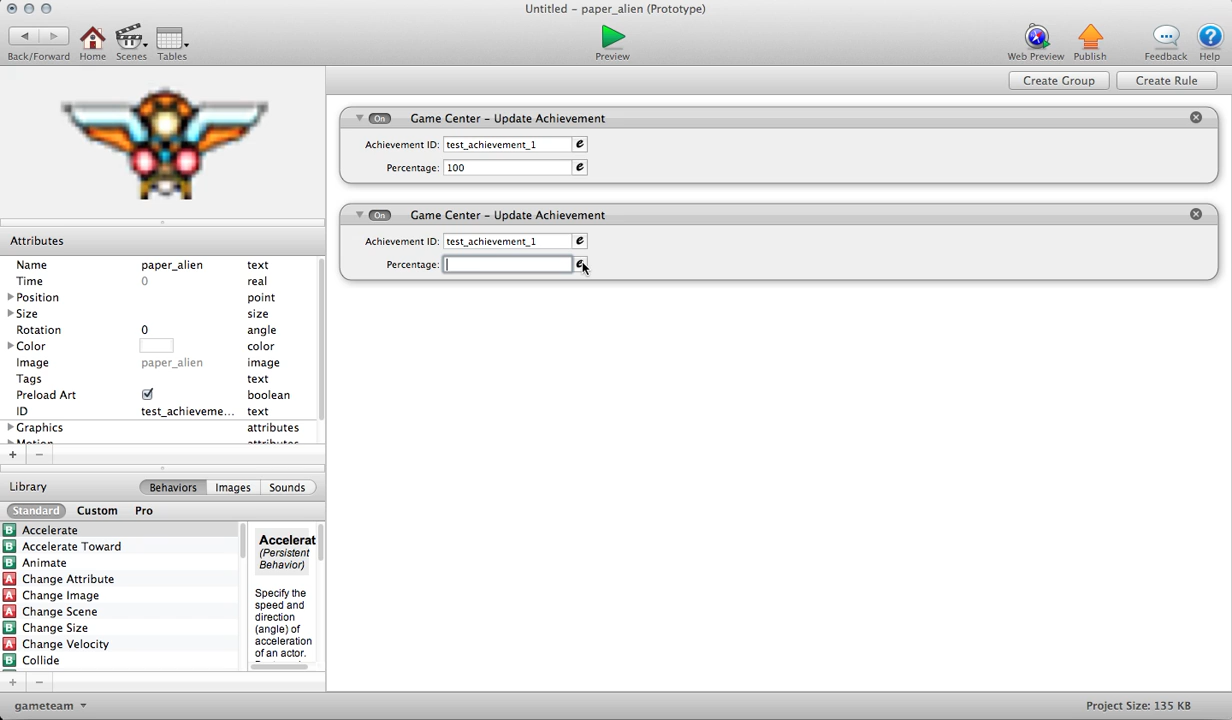 Untitled – paper_alien (Prototype)
Back/Forward Home Scenes Tables Preview Web Preview Publish Feedback Help
Create Group Create Rule
On Game Center – Update Achievement
Achievement ID: test_achievement_1 e
Percentage: 100 e
On Game Center – Update Achievement
Achievement ID: test_achievement_1 e
Percentage: e
Attributes
Name paper_alien text
Time 0 real
Position point
Size size
Rotation 0 angle
Color color
Image paper_alien image
Tags text
Preload Art boolean
ID test_achieveme... text
Graphics attributes
Motion attributes
+ −
Library Behaviors Images Sounds
Standard Custom Pro
B Accelerate
B Accelerate Toward
B Animate
A Change Attribute
A Change Image
A Change Scene
B Change Size
A Change Velocity
B Collide
Accelerat
(Persistent
Behavior)
Specify the
speed and
direction
(angle) of
acceleration
of an actor.
+ −
gameteam Project Size: 135 KB